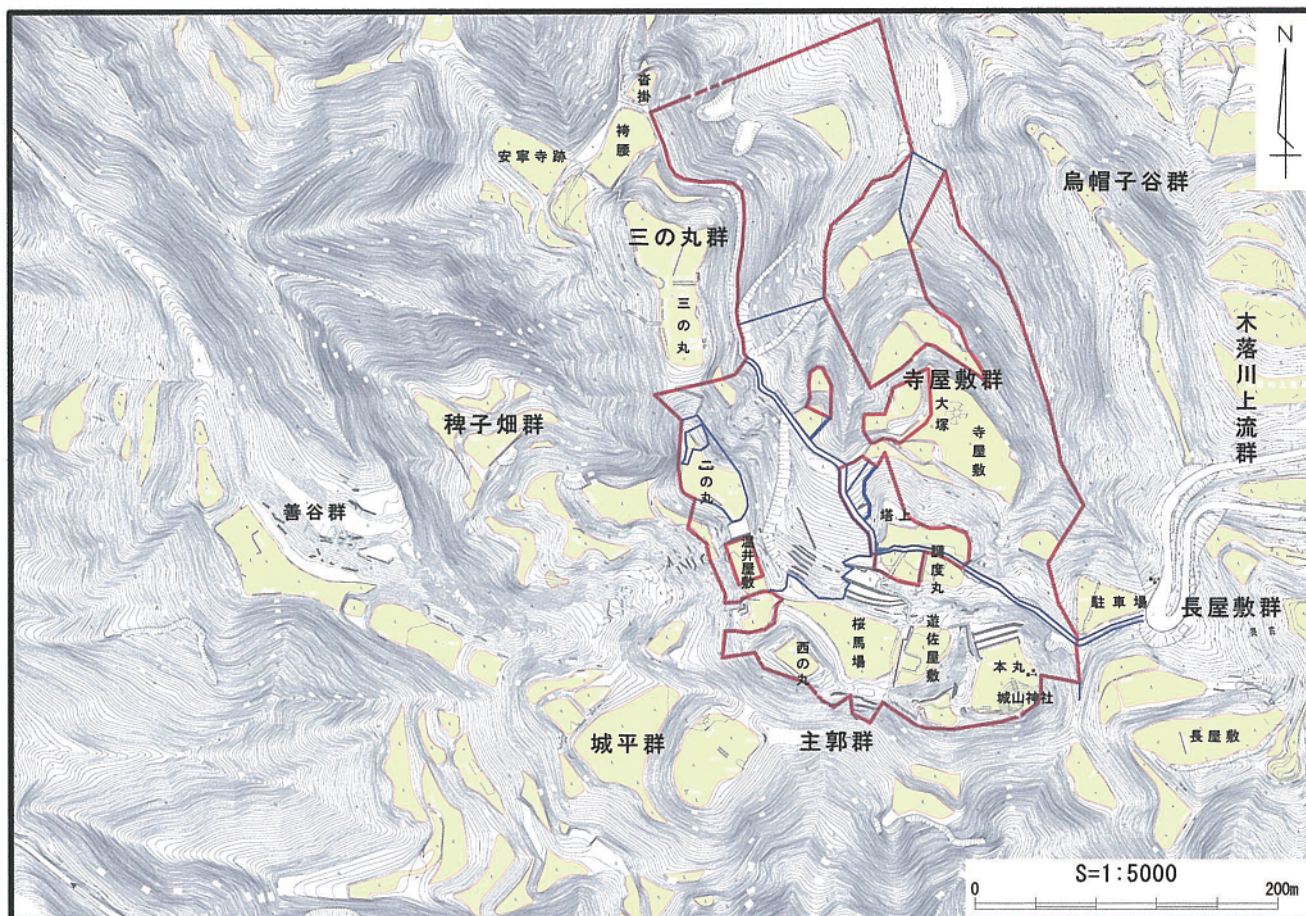 N
沓掛
袴腰
安寧寺跡
烏帽子谷群
三の丸群
三の丸
木落川上流群
寺屋敷群
大塚
寺屋敷
稗子畑群
二の丸
善谷群
塔上
温井屋敷
調度丸
駐車場
長屋敷群
桜馬場
遊佐屋敷
西の丸
本丸
城山神社
城平群
主郭群
長屋敷
S=1:5000
0
200m